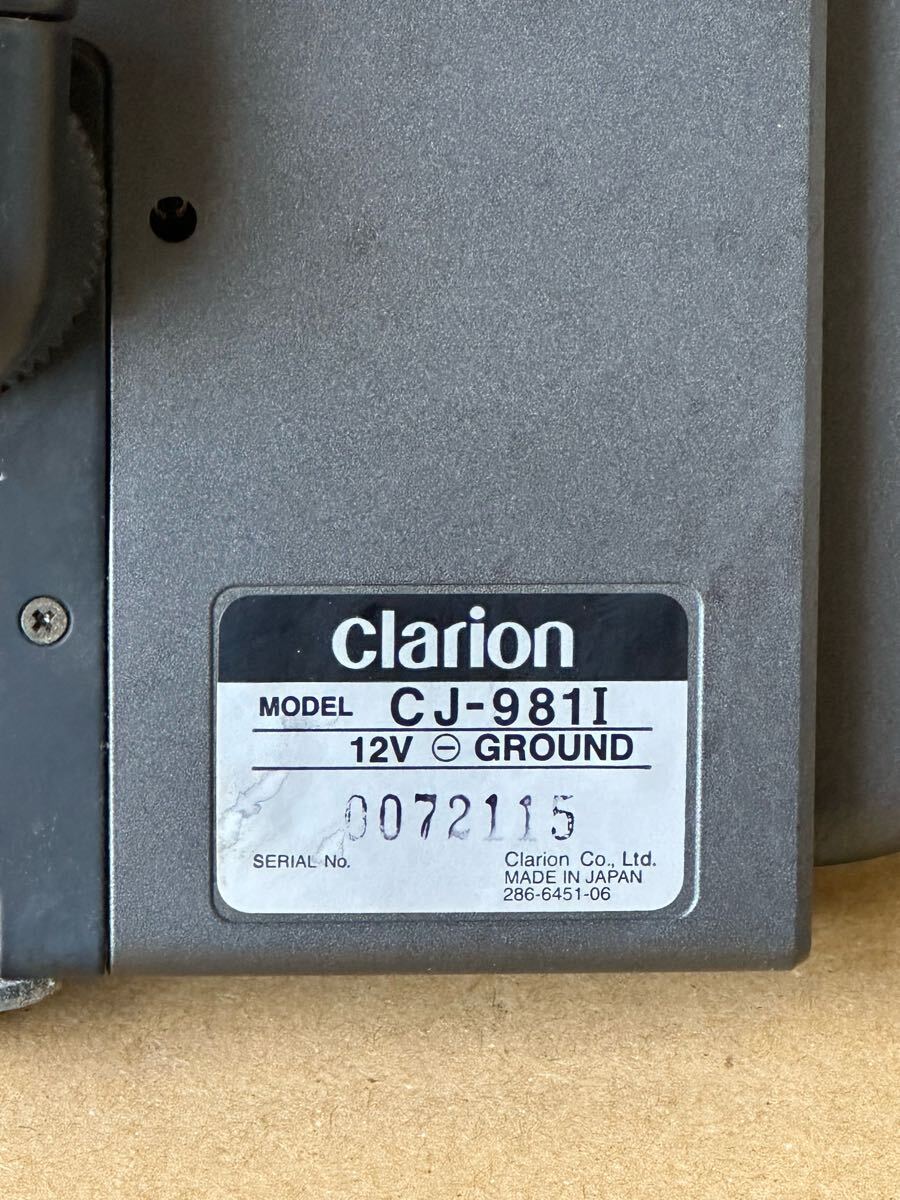 clarion
MODEL CJ-981I
12V ⊖ GROUND
0072115
SERIAL No.
Clarion Co., Ltd.
MADE IN JAPAN
286-6451-06